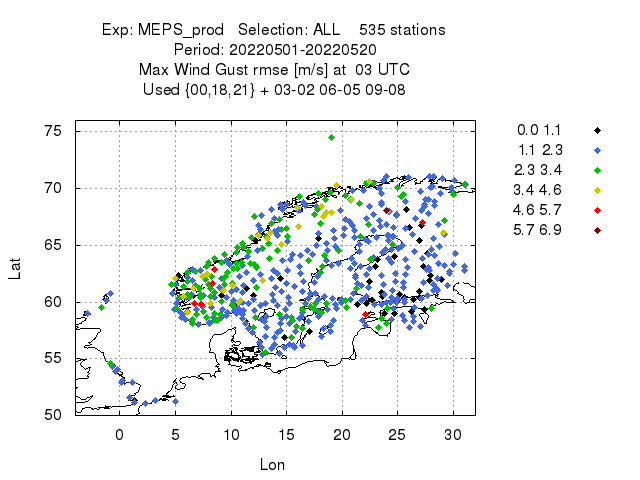 Exp: MEPS_prod   Selection: ALL    535 stations
Period: 20220501-20220520
Max Wind Gust rmse [m/s] at  03 UTC
Used {00,18,21} + 03-02 06-05 09-08
0.0 1.1
1.1 2.3
2.3 3.4
3.4 4.6
4.6 5.7
5.7 6.9
75
70
65
60
55
50
Lat
0 5 10 15 20 25 30
Lon